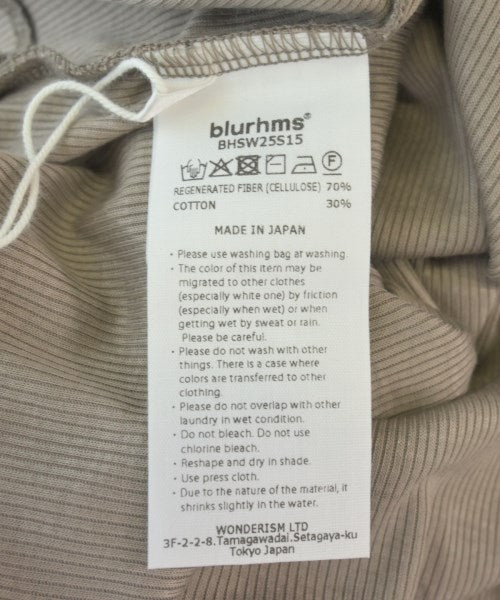 blurhms®
BHSW25S15
REGENERATED FIBER (CELLULOSE) 70%
COTTON 30%
MADE IN JAPAN
・Please use washing bag at washing.
・The color of this item may be
migrated to other clothes
(especially white one) by friction
(especially when wet) or when
getting wet by sweat or rain.
Please be careful.
・Please do not wash with other
things. There is a case where
colors are transferred to other
clothing.
・Please do not overlap with other
laundry in wet condition.
・Do not bleach. Do not use
chlorine bleach.
・Reshape and dry in shade.
・Use press cloth.
・Due to the nature of the material, it
shrinks slightly in the water.
WONDERISM LTD
3F-2-2-8.Tamagawadai.Setagaya-ku
Tokyo Japan